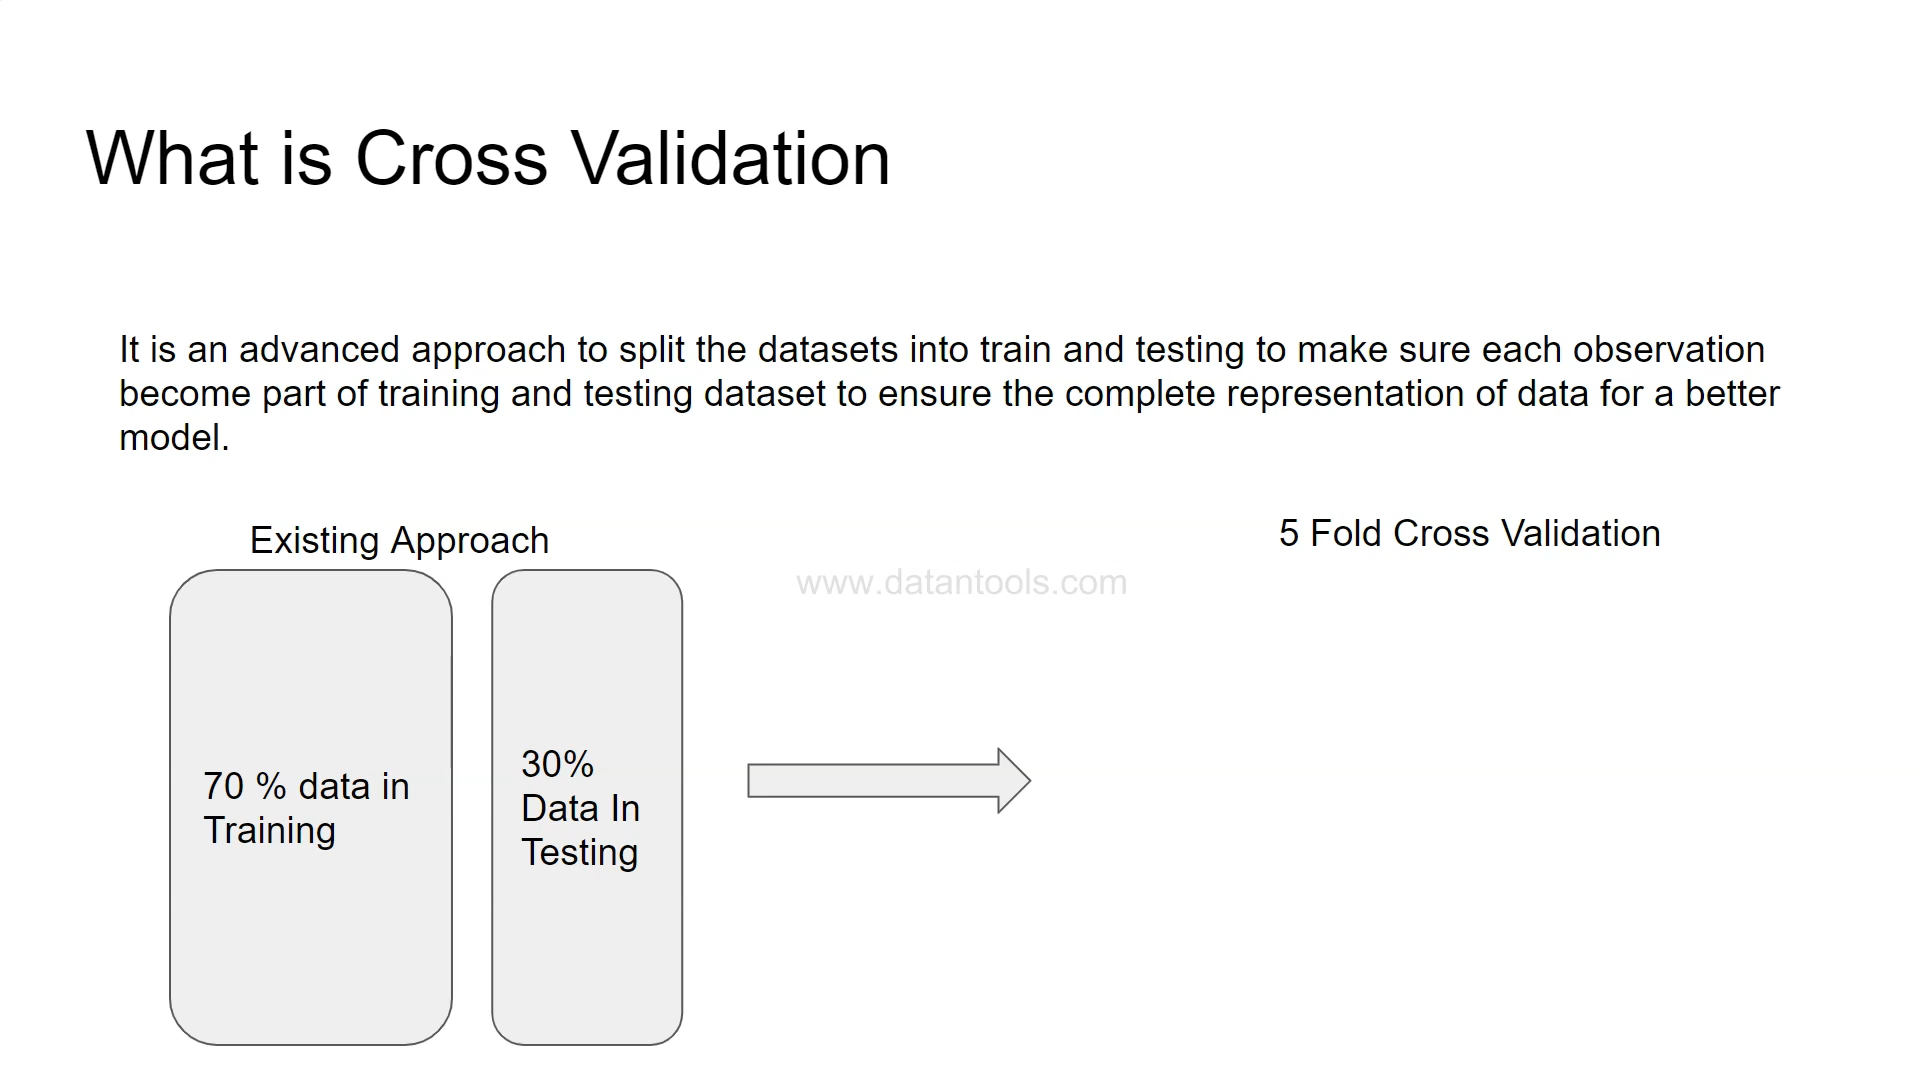 What is Cross Validation
It is an advanced approach to split the datasets into train and testing to make sure each observation
become part of training and testing dataset to ensure the complete representation of data for a better
model.
Existing Approach
5 Fold Cross Validation
www.datantools.com
70 % data in
Training
30%
Data In
Testing